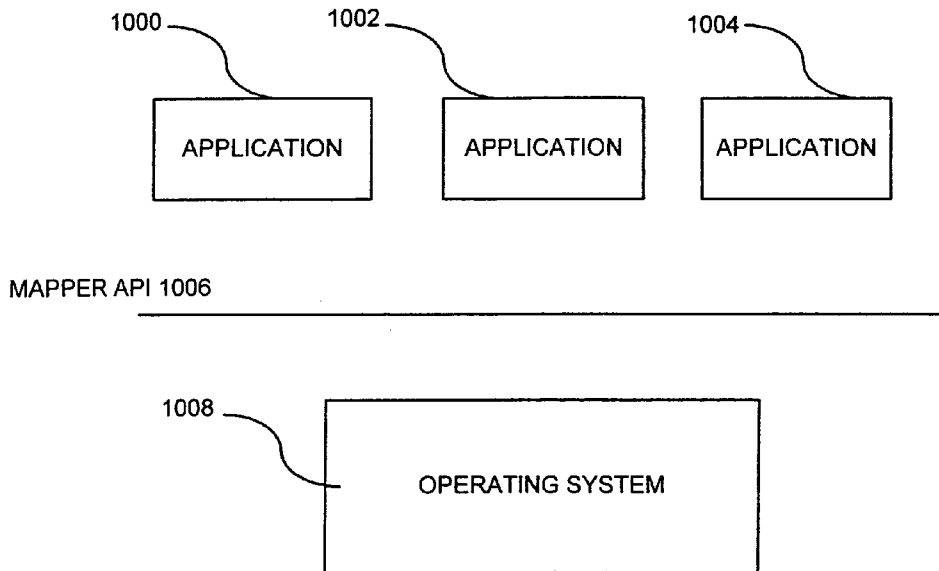 1000
1002
1004
APPLICATION
APPLICATION
APPLICATION
MAPPER API 1006
1008
OPERATING SYSTEM